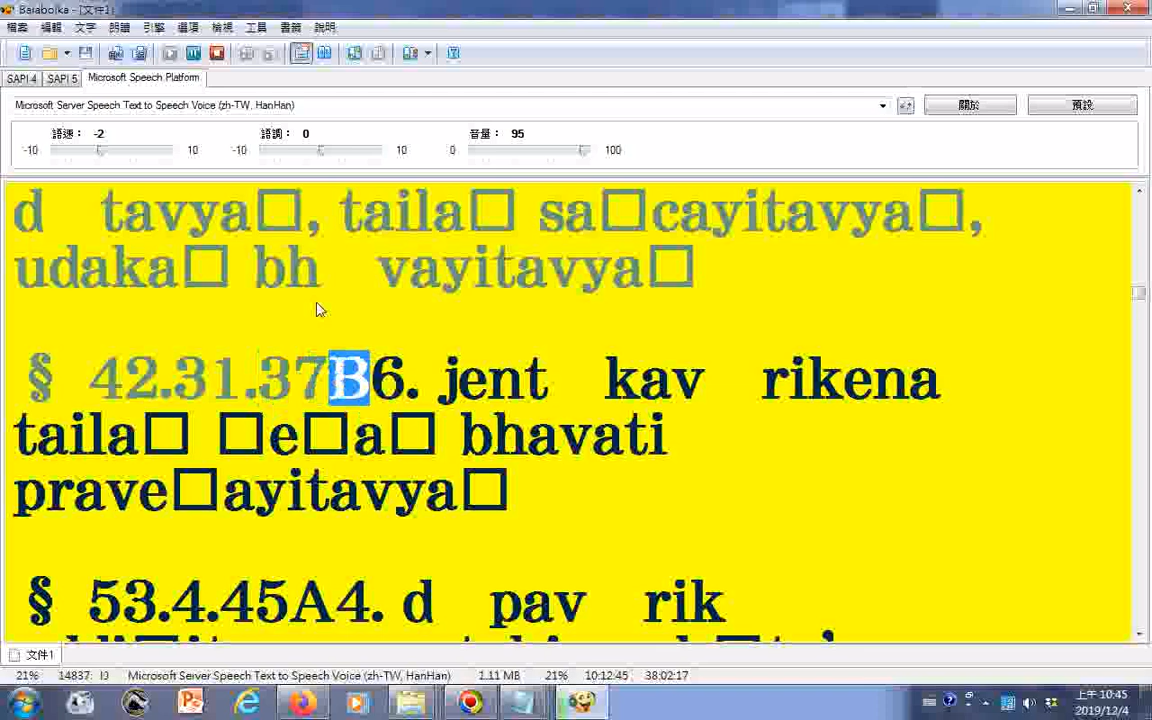 Balabolka - [文件1]
檔案 編輯 文字 朗讀 引擎 選項 檢視 工具 書籤 說明
SAPI 4 SAPI 5 Microsoft Speech Platform
Microsoft Server Speech Text to Speech Voice (zh-TW, HanHan)
關於 預設
語速： -2 語調： 0 音量： 95
-10 10 -10 10 0 100
d tavya□, taila□ sa□cayitavya□,
udaka□ bh vayitavya□
§ 42.31.37B6. jent kav rikena
taila□ □e□a□ bhavati
prave□ayitavya□
§ 53.4.45A4. d pav rik
文件1
21% 14837: IJ Microsoft Server Speech Text to Speech Voice (zh-TW, HanHan) 1.11 MB 21% 10:12:45 38:02:17
上午 10:45
2019/12/4